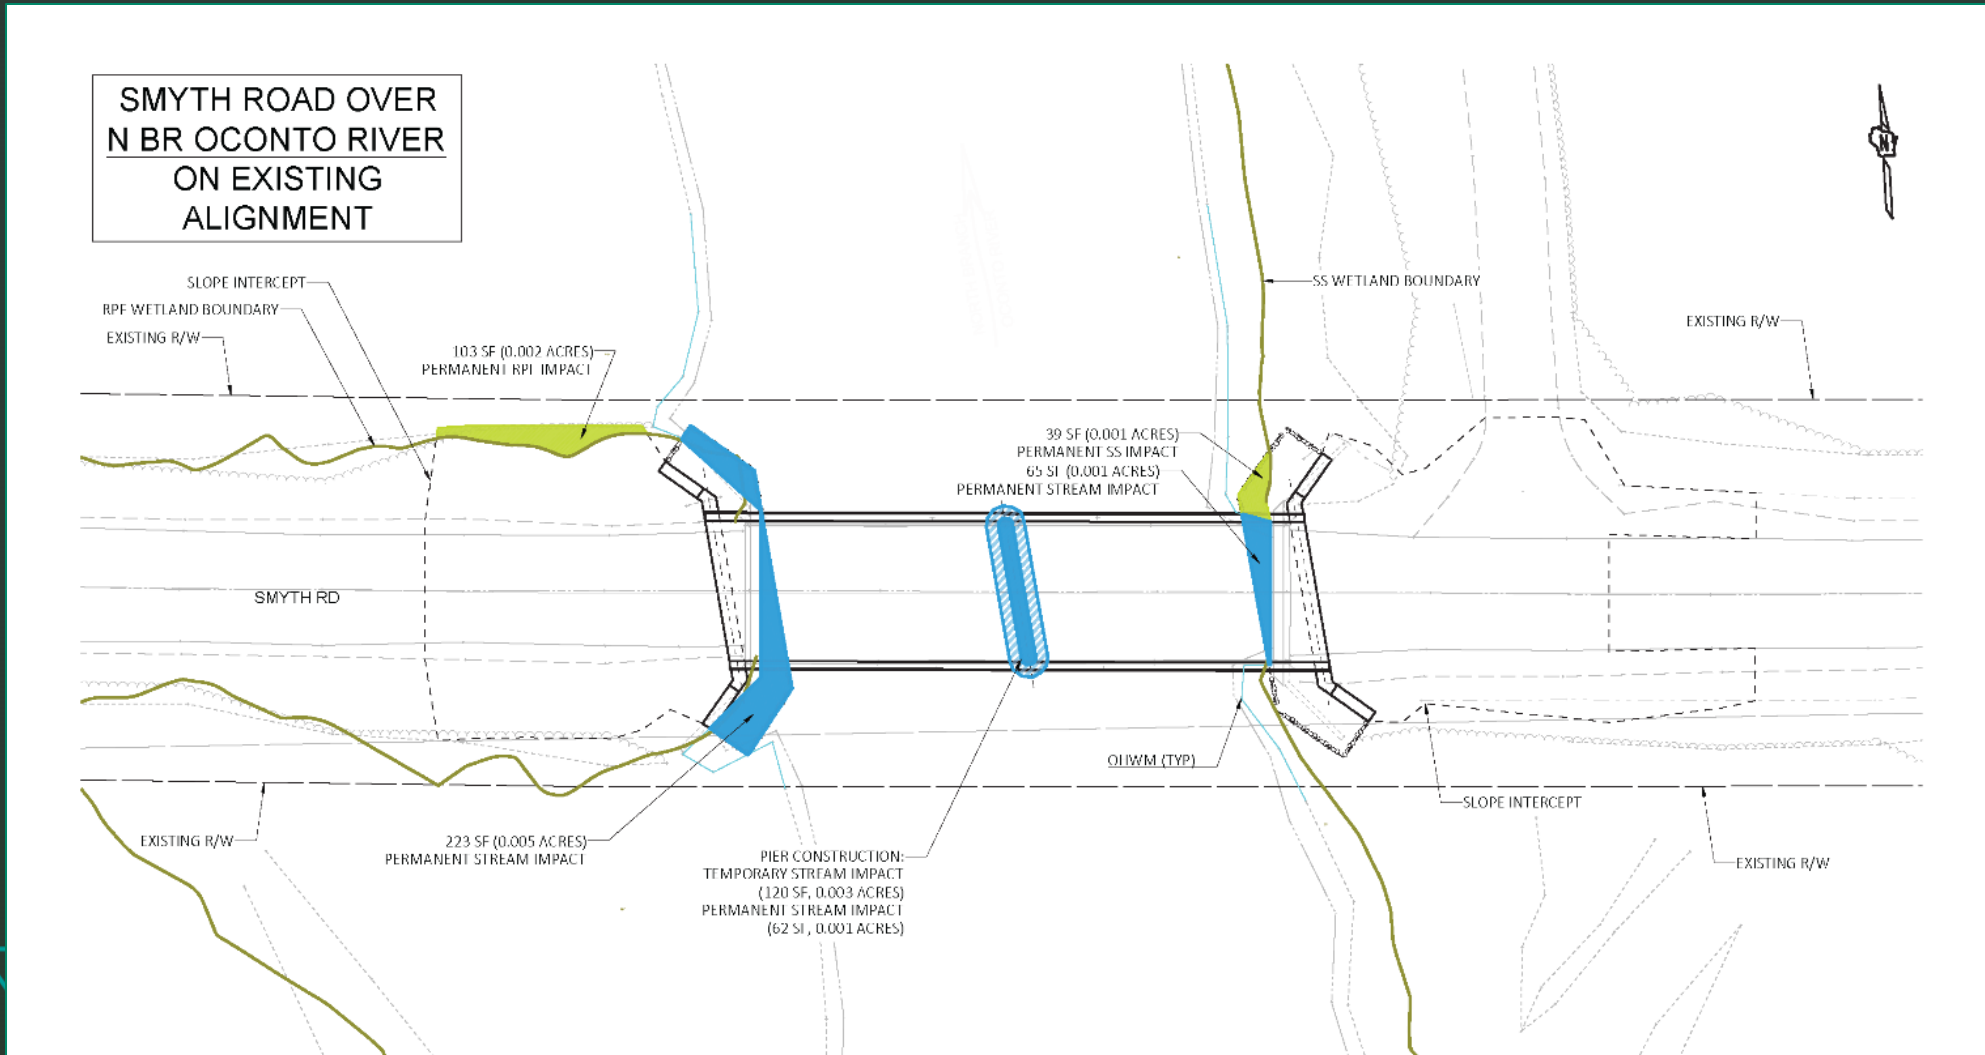 SMYTH ROAD OVER
N BR OCONTO RIVER
ON EXISTING
ALIGNMENT
N
SLOPE INTERCEPT
RPF WETLAND BOUNDARY
EXISTING R/W
103 SF (0.002 ACRES)
PERMANENT RPF IMPACT
SS WETLAND BOUNDARY
EXISTING R/W
39 SF (0.001 ACRES)
PERMANENT SS IMPACT
65 SF (0.001 ACRES)
PERMANENT STREAM IMPACT
SMYTH RD
OHWM (TYP)
SLOPE INTERCEPT
EXISTING R/W
223 SF (0.005 ACRES)
PERMANENT STREAM IMPACT
PIER CONSTRUCTION:
TEMPORARY STREAM IMPACT
(120 SF, 0.003 ACRES)
PERMANENT STREAM IMPACT
(62 SF, 0.001 ACRES)
EXISTING R/W